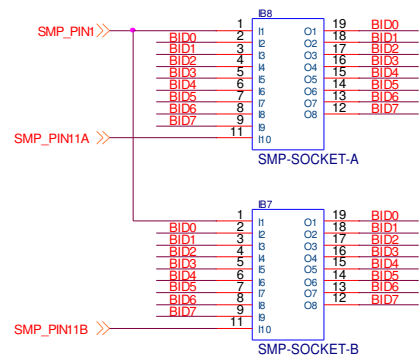 IB8
SMP_PIN1 1 I1 O1 19 BID0
BID0 2 I2 O2 18 BID1
BID1 3 I3 O3 17 BID2
BID2 4 I4 O4 16 BID3
BID3 5 I5 O5 15 BID4
BID4 6 I6 O6 14 BID5
BID5 7 I7 O7 13 BID6
BID6 8 I8 O8 12 BID7
BID7 9 I9
SMP_PIN11A 11 I10
SMP-SOCKET-A
IB7
1 I1 O1 19 BID0
BID0 2 I2 O2 18 BID1
BID1 3 I3 O3 17 BID2
BID2 4 I4 O4 16 BID3
BID3 5 I5 O5 15 BID4
BID4 6 I6 O6 14 BID5
BID5 7 I7 O7 13 BID6
BID6 8 I8 O8 12 BID7
BID7 9 I9
SMP_PIN11B 11 I10
SMP-SOCKET-B